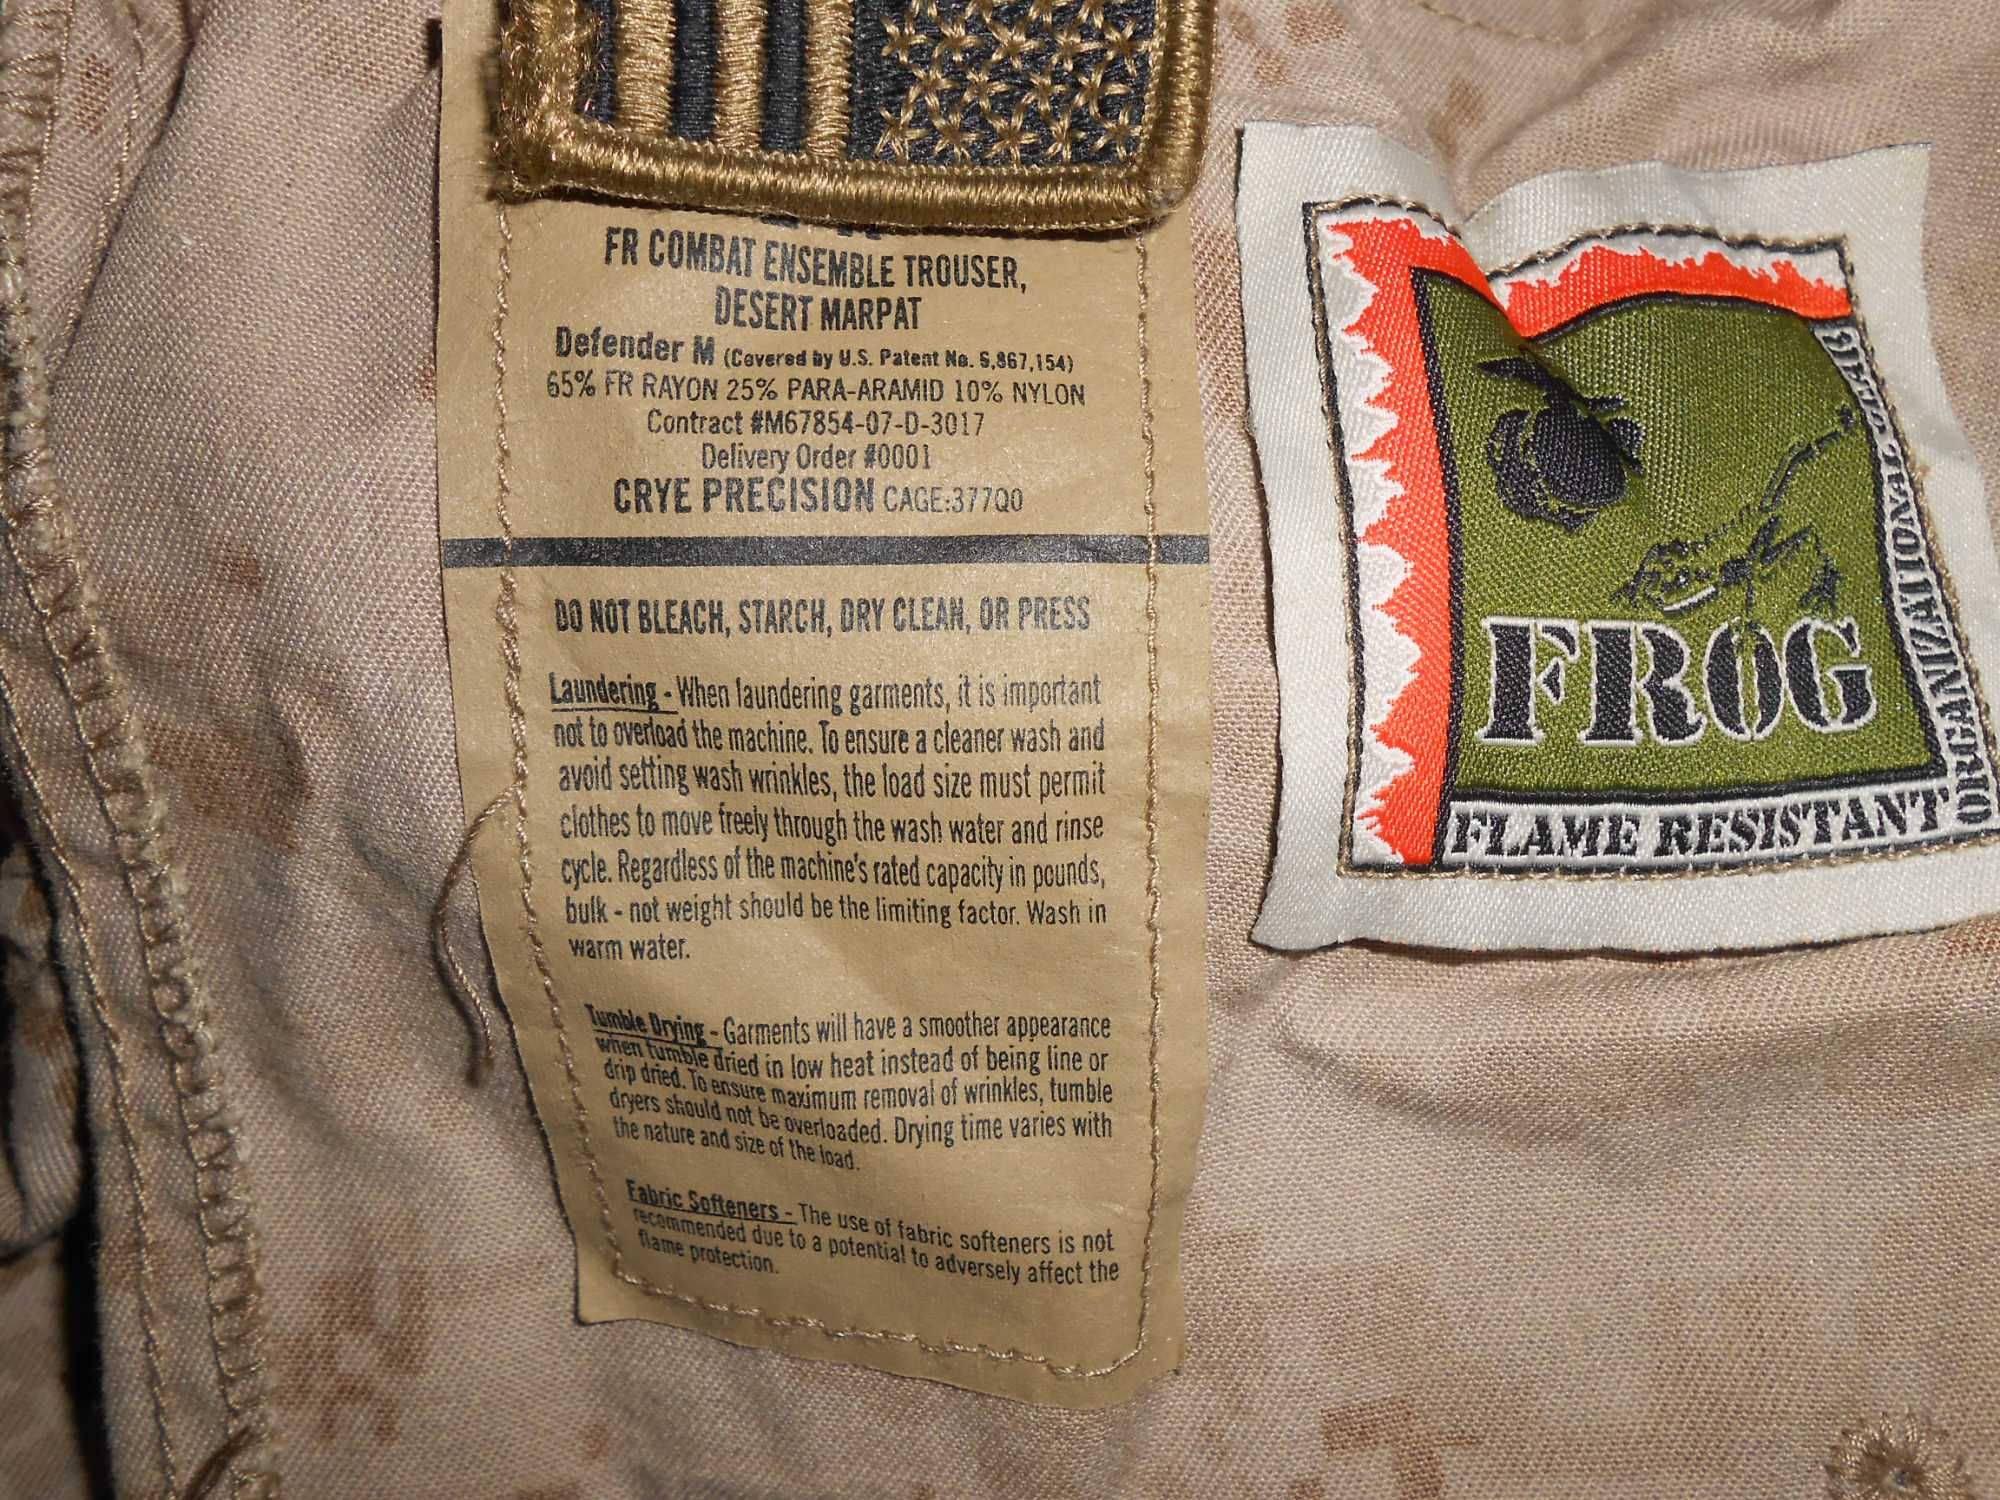 FR COMBAT ENSEMBLE TROUSER,
DESERT MARPAT
Defender M (Covered by U.S. Patent No. 5,867,154)
65% FR RAYON 25% PARA-ARAMID 10% NYLON
Contract #M67854-07-D-3017
Delivery Order #0001
CRYE PRECISION CAGE:377Q0
DO NOT BLEACH, STARCH, DRY CLEAN, OR PRESS
Laundering - When laundering garments, it is important
not to overload the machine. To ensure a cleaner wash and
avoid setting wash wrinkles, the load size must permit
clothes to move freely through the wash water and rinse
cycle. Regardless of the machine's rated capacity in pounds,
bulk - not weight should be the limiting factor. Wash in
warm water.
Tumble Drying - Garments will have a smoother appearance
when tumble dried in low heat instead of being line or
drip dried. To ensure maximum removal of wrinkles, tumble
dryers should not be overloaded. Drying time varies with
the nature and size of the load.
Fabric Softeners - The use of fabric softeners is not
recommended due to a potential to adversely affect the
flame protection.
FROG
FLAME RESISTANT
ORGANIZATIONAL GEAR